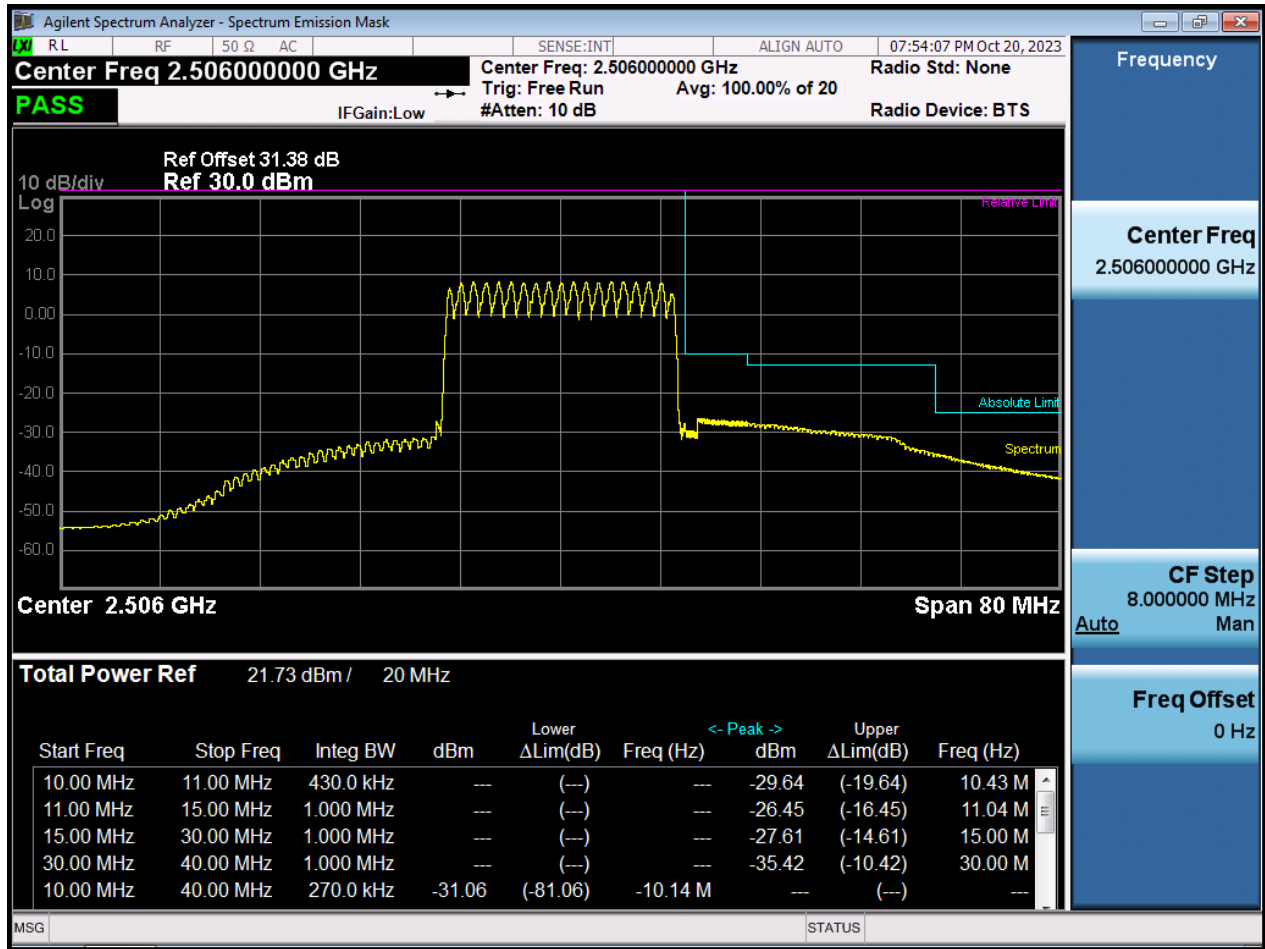 Agilent Spectrum Analyzer - Spectrum Emission Mask
LXI RL RF 50 Ω AC SENSE:INT ALIGN AUTO 07:54:07 PM Oct 20, 2023
Center Freq 2.506000000 GHz
Center Freq: 2.506000000 GHz Radio Std: None
Trig: Free Run Avg: 100.00% of 20
PASS IFGain:Low #Atten: 10 dB Radio Device: BTS
Ref Offset 31.38 dB
10 dB/div Ref 30.0 dBm
Log
Relative Limit
20.0
10.0
0.00
-10.0
-20.0
Absolute Limit
-30.0
Spectrum
-40.0
-50.0
-60.0
Center 2.506 GHz Span 80 MHz
Total Power Ref 21.73 dBm / 20 MHz
Lower <- Peak -> Upper
Start Freq Stop Freq Integ BW dBm ΔLim(dB) Freq (Hz) dBm ΔLim(dB) Freq (Hz)
10.00 MHz 11.00 MHz 430.0 kHz --- (---) --- -29.64 (-19.64) 10.43 M
11.00 MHz 15.00 MHz 1.000 MHz --- (---) --- -26.45 (-16.45) 11.04 M
15.00 MHz 30.00 MHz 1.000 MHz --- (---) --- -27.61 (-14.61) 15.00 M
30.00 MHz 40.00 MHz 1.000 MHz --- (---) --- -35.42 (-10.42) 30.00 M
10.00 MHz 40.00 MHz 270.0 kHz -31.06 (-81.06) -10.14 M --- (---) ---
MSG STATUS
Frequency
Center Freq
2.506000000 GHz
CF Step
8.000000 MHz
Auto Man
Freq Offset
0 Hz